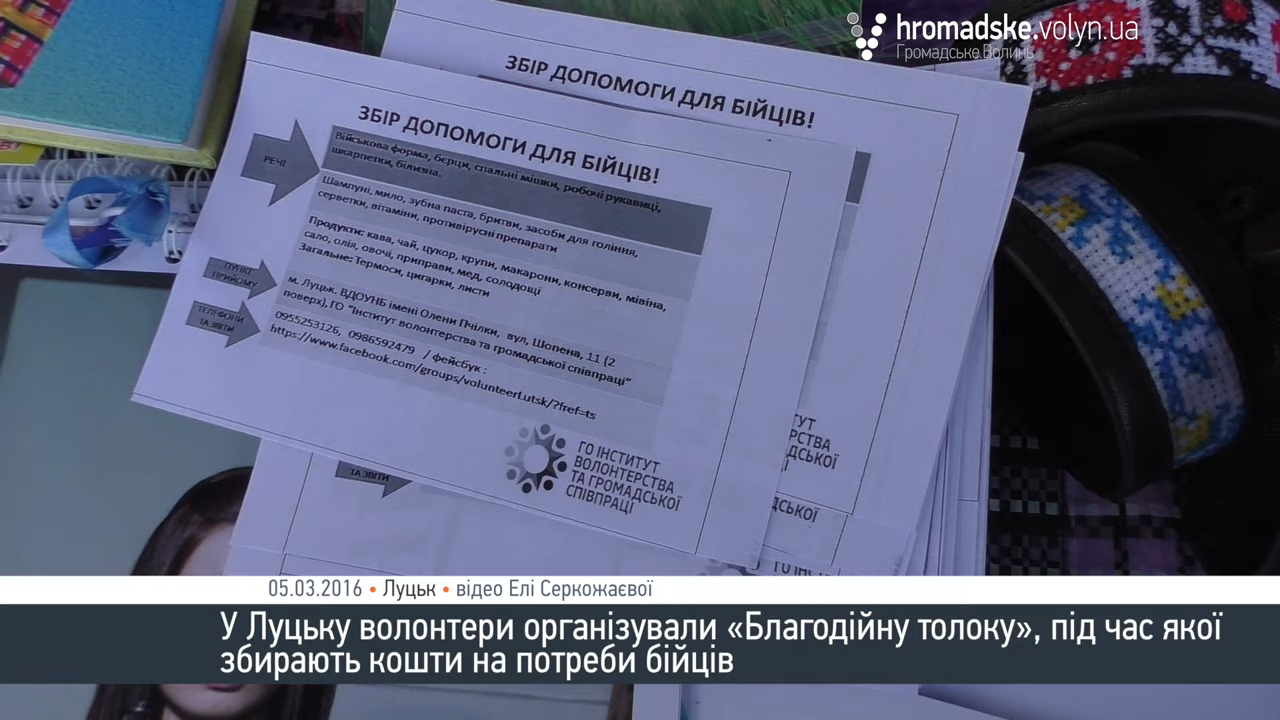 hromadske.volyn.ua
Громадське.Волинь
ЗБІР ДОПОМОГИ ДЛЯ БІЙЦІВ!
ЗБІР ДОПОМОГИ ДЛЯ БІЙЦІВ!
РЕЧІ
Військова форма, бєрци, спальні мішки, робочі рукавиці,
шкарпетки, білизна.
Шампуні, мило, зубна паста, бритви, засоби для гоління,
серветки, вітаміни, противірусні препарати
Продукти: кава, чай, цукор, крупи, макарони, консерви, мівіна,
сало, олія, овочі, приправи, мед, солодощі
Загальне: Термоси, цигарки, листи
ПУНКТ
ПРИЙОМУ
м. Луцьк. ВДОУНБ імені Олени Пчілки, вул, Шопена, 11 (2
поверх), ГО "Інститут волонтерства та громадської співпраці"
ТЕЛЕФОНИ
ТА ЗВІТИ
0955253126, 0986592479 / фейсбук :
https://www.facebook.com/groups/volunteerLutsk/?fref=ts
ГО ІНСТИТУТ
ВОЛОНТЕРСТВА
ТА ГРОМАДСЬКОЇ
СПІВПРАЦІ
ТА ЗВІТИ
05.03.2016 • Луцьк • відео Елі Серкожаєвої
У Луцьку волонтери організували «Благодійну толоку», під час якої
збирають кошти на потреби бійців